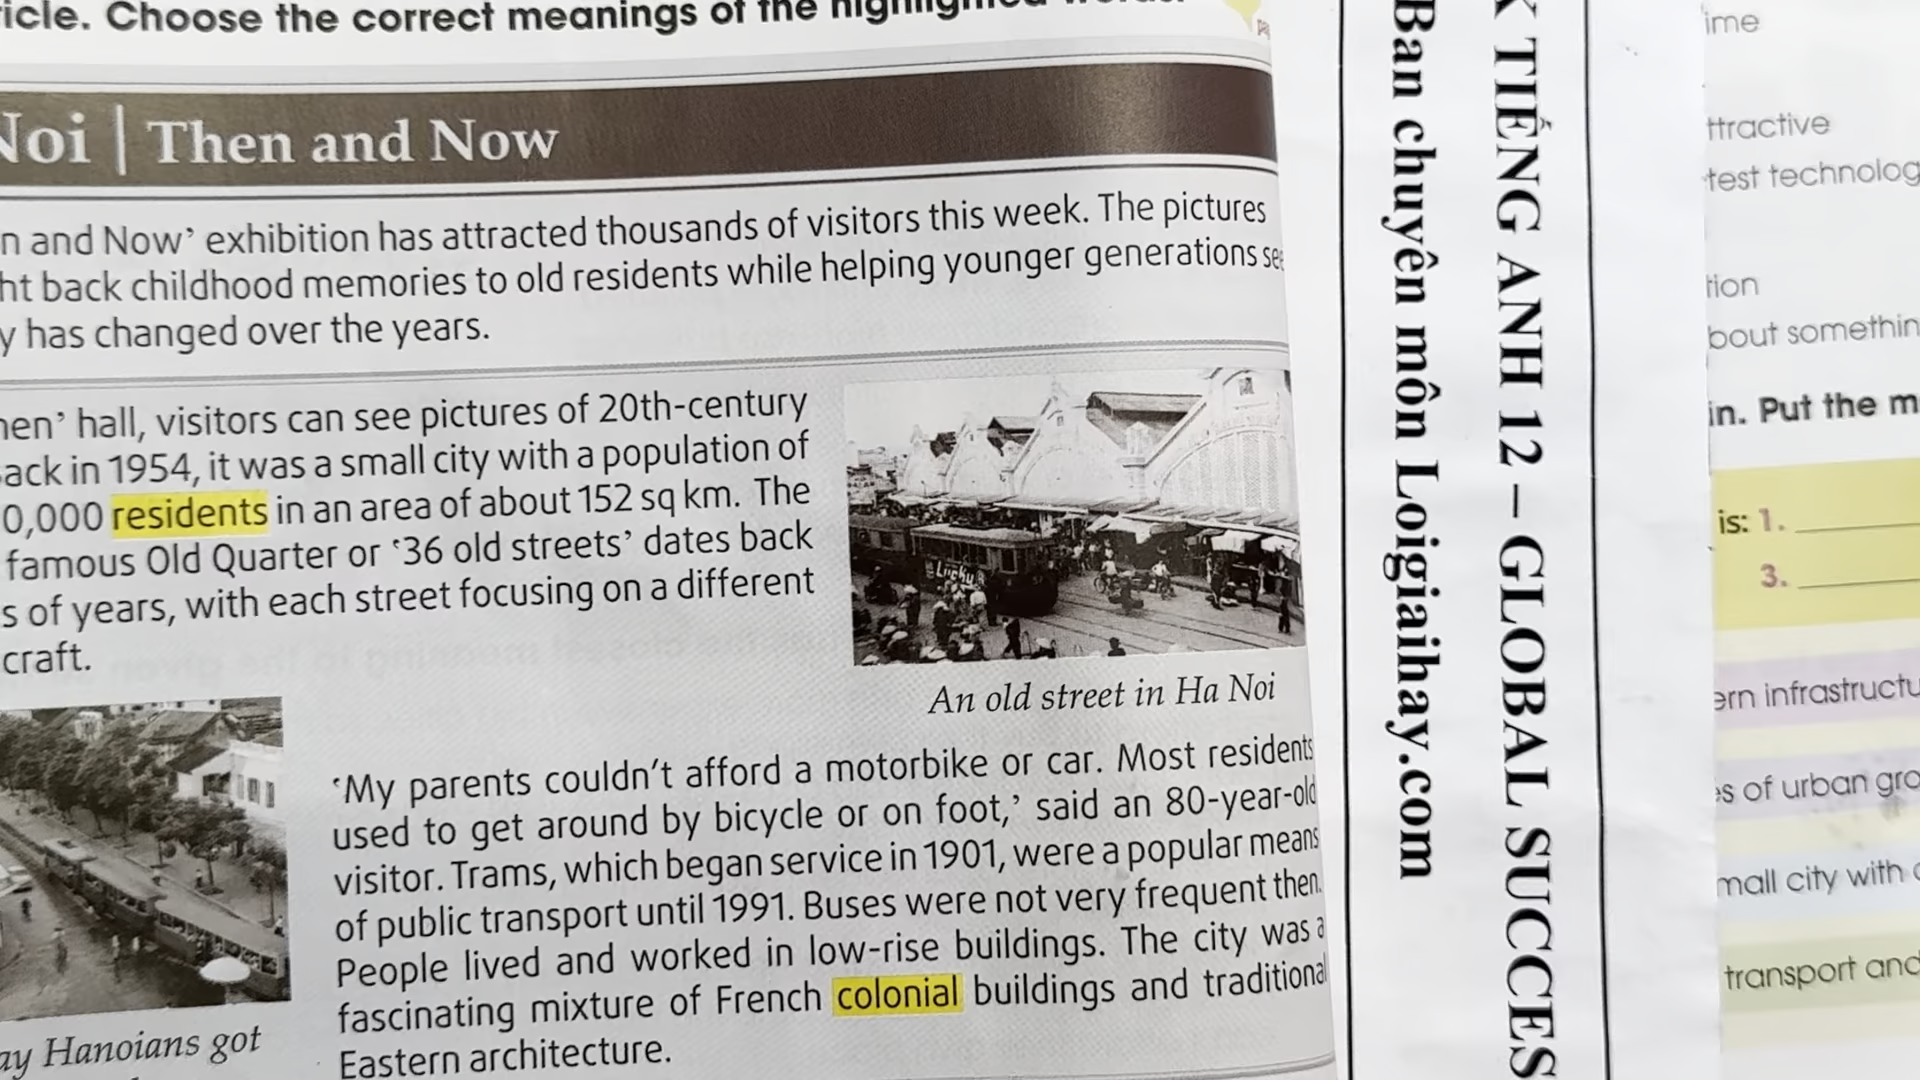 icle. Choose the correct meanings of the highlighted words.
Noi | Then and Now
n and Now’ exhibition has attracted thousands of visitors this week. The pictures
ht back childhood memories to old residents while helping younger generations see
y has changed over the years.
hen’ hall, visitors can see pictures of 20th-century
ack in 1954, it was a small city with a population of
0,000 residents in an area of about 152 sq km. The
famous Old Quarter or ‘36 old streets’ dates back
s of years, with each street focusing on a different
craft.
Lucky
An old street in Ha Noi
ay Hanoians got
‘My parents couldn’t afford a motorbike or car. Most residents
used to get around by bicycle or on foot,’ said an 80-year-old
visitor. Trams, which began service in 1901, were a popular means
of public transport until 1991. Buses were not very frequent then.
People lived and worked in low-rise buildings. The city was a
fascinating mixture of French colonial buildings and traditional
Eastern architecture.
K TIẾNG ANH 12 – GLOBAL SUCCES
Ban chuyên môn Loigiaihay.com
ime
ttractive
test technolog
tion
bout somethin
in. Put the m
is: 1.
3.
ern infrastructu
es of urban gro
mall city with
transport and